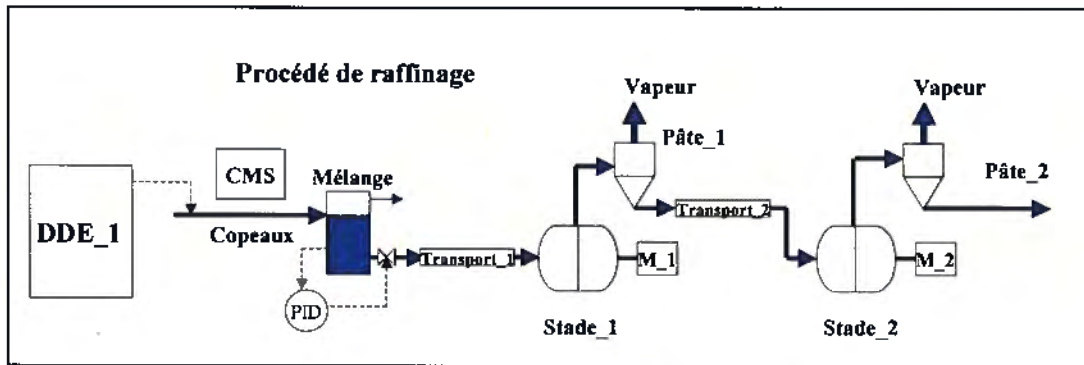 Procédé de raffinage
Vapeur
Vapeur
Pâte_1
Pâte_2
CMS
Mélange
DDE_1
Copeaux
Transport_1
Transport_2
M_1
M_2
PID
Stade_1
Stade_2